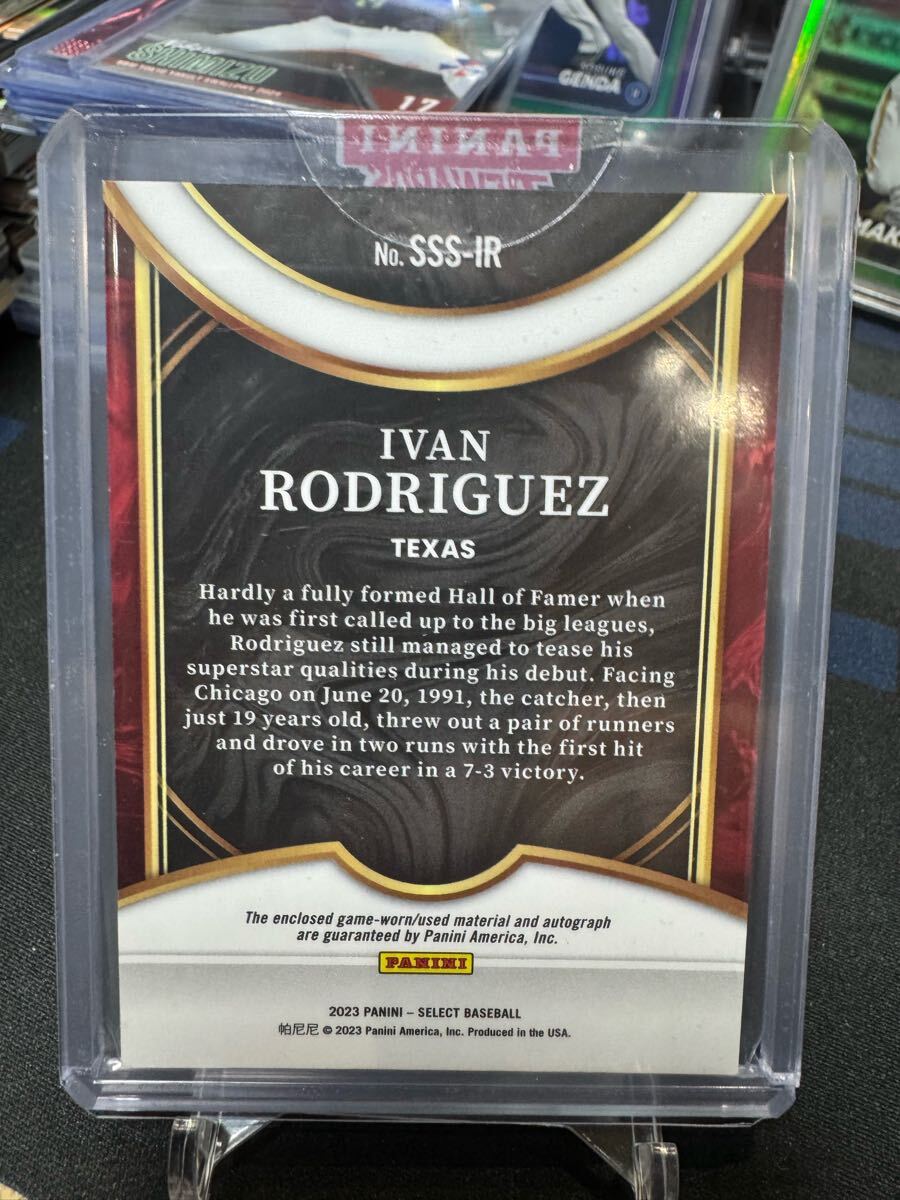 SHIMIZU
17
GENDA
MAK
PANINI
No. SSS-IR
IVAN
RODRIGUEZ
TEXAS
Hardly a fully formed Hall of Famer when
he was first called up to the big leagues,
Rodriguez still managed to tease his
superstar qualities during his debut. Facing
Chicago on June 20, 1991, the catcher, then
just 19 years old, threw out a pair of runners
and drove in two runs with the first hit
of his career in a 7-3 victory.
The enclosed game-worn/used material and autograph
are guaranteed by Panini America, Inc.
PANINI
2023 PANINI – SELECT BASEBALL
帕尼尼 © 2023 Panini America, Inc. Produced in the USA.